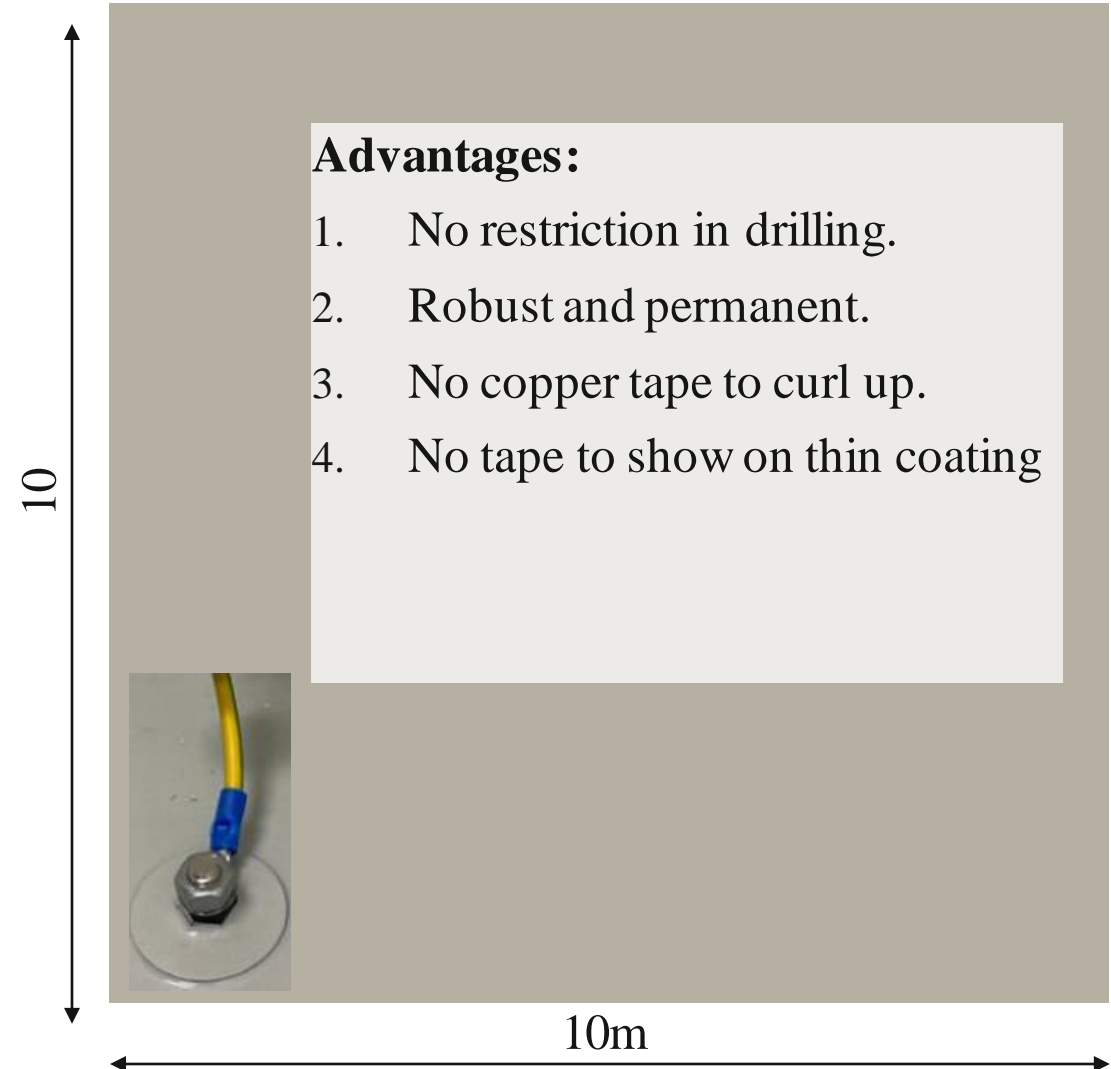 Advantages:
1. No restriction in drilling.
2. Robust and permanent.
3. No copper tape to curl up.
4. No tape to show on thin coating
10
10m